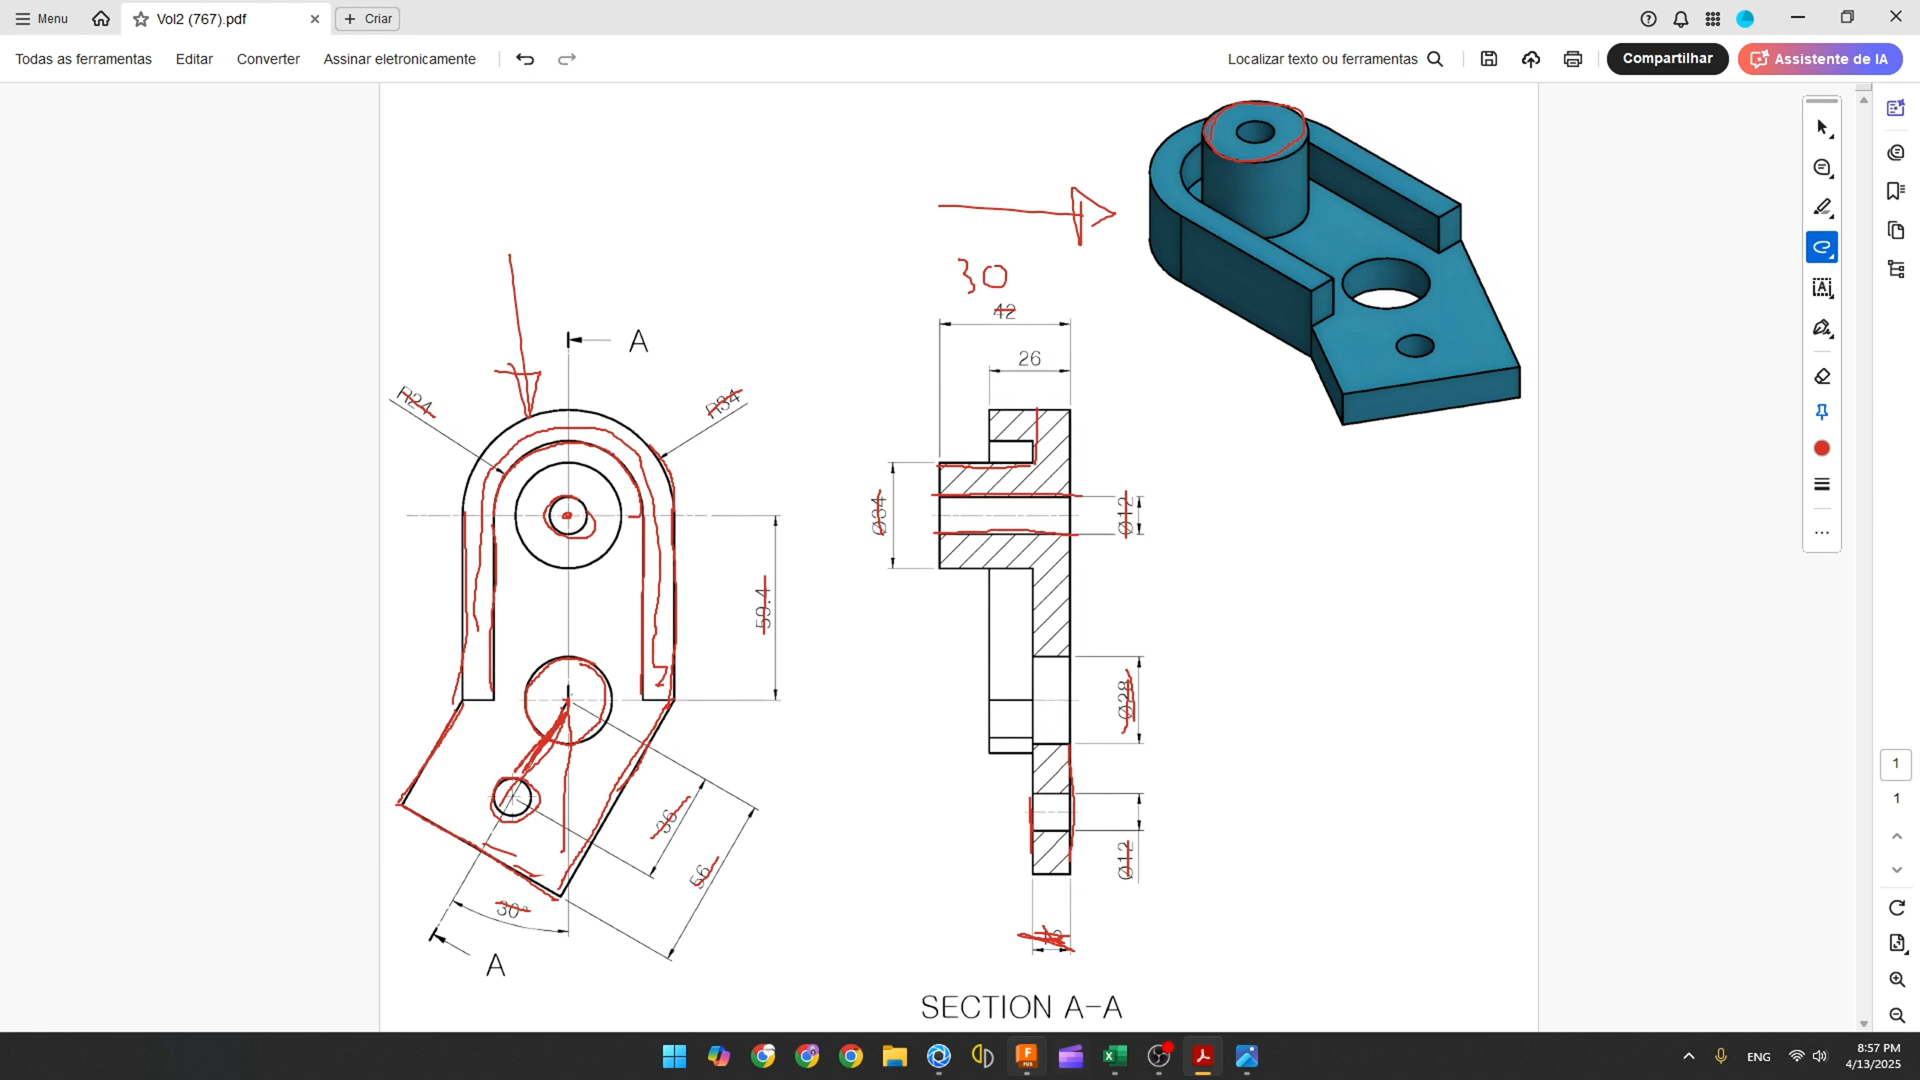 Menu
Vol2 (767).pdf
Criar
Todas as ferramentas
Editar
Converter
Assinar eletronicamente
Localizar texto ou ferramentas
Compartilhar
Assistente de IA
30
42
26
A
R24
R34
Ø34
Ø12
59.4
Ø28
36
56
Ø12
30°
12
A
SECTION A-A
1
1
ENG
8:57 PM
4/13/2025